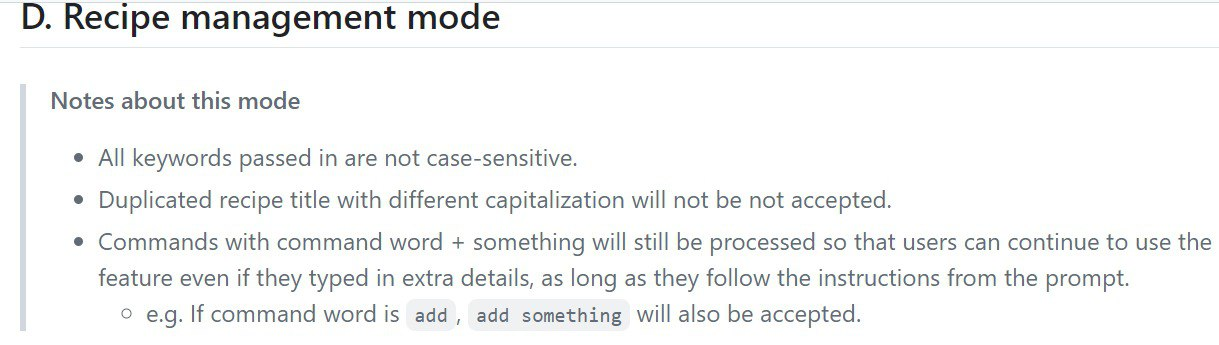 D. Recipe management mode
Notes about this mode
• All keywords passed in are not case-sensitive.
• Duplicated recipe title with different capitalization will not be not accepted.
• Commands with command word + something will still be processed so that users can continue to use the
feature even if they typed in extra details, as long as they follow the instructions from the prompt.
◦ e.g. If command word is add, add something will also be accepted.